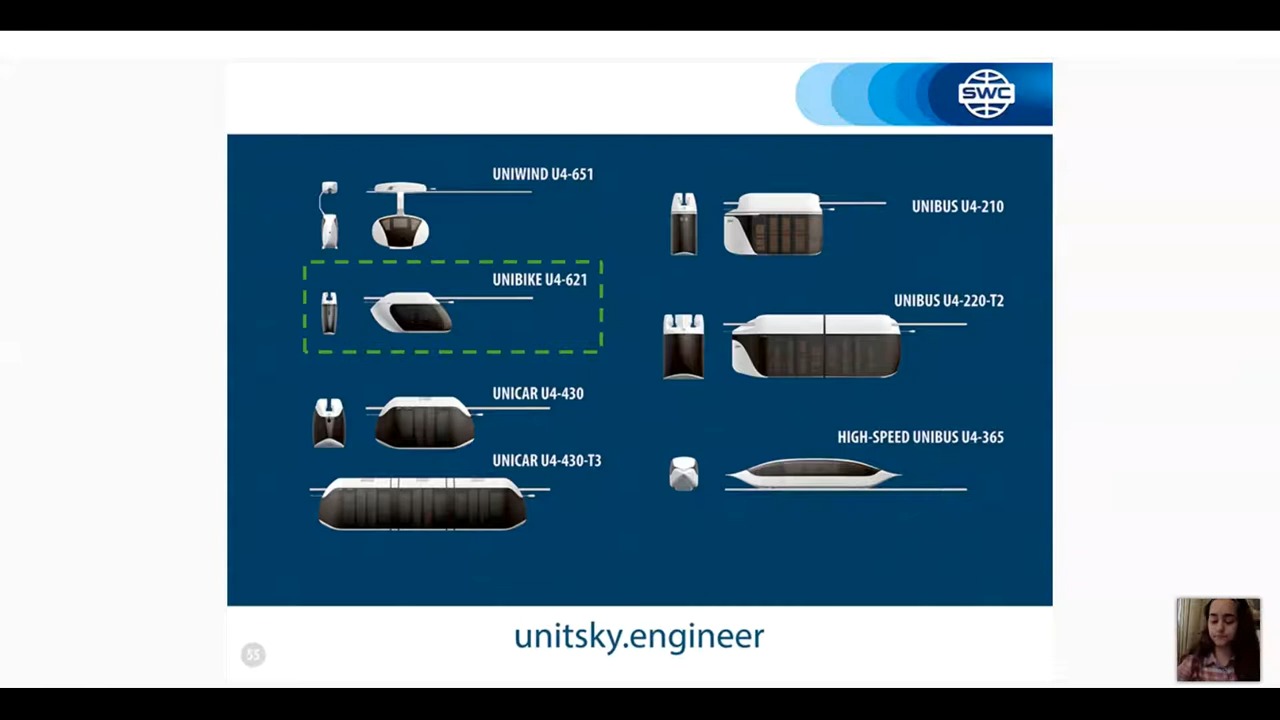 SWC
UNIWIND U4-651
UNIBIKE U4-621
UNICAR U4-430
UNICAR U4-430-T3
UNIBUS U4-210
UNIBUS U4-220-T2
HIGH-SPEED UNIBUS U4-365
unitsky.engineer
55